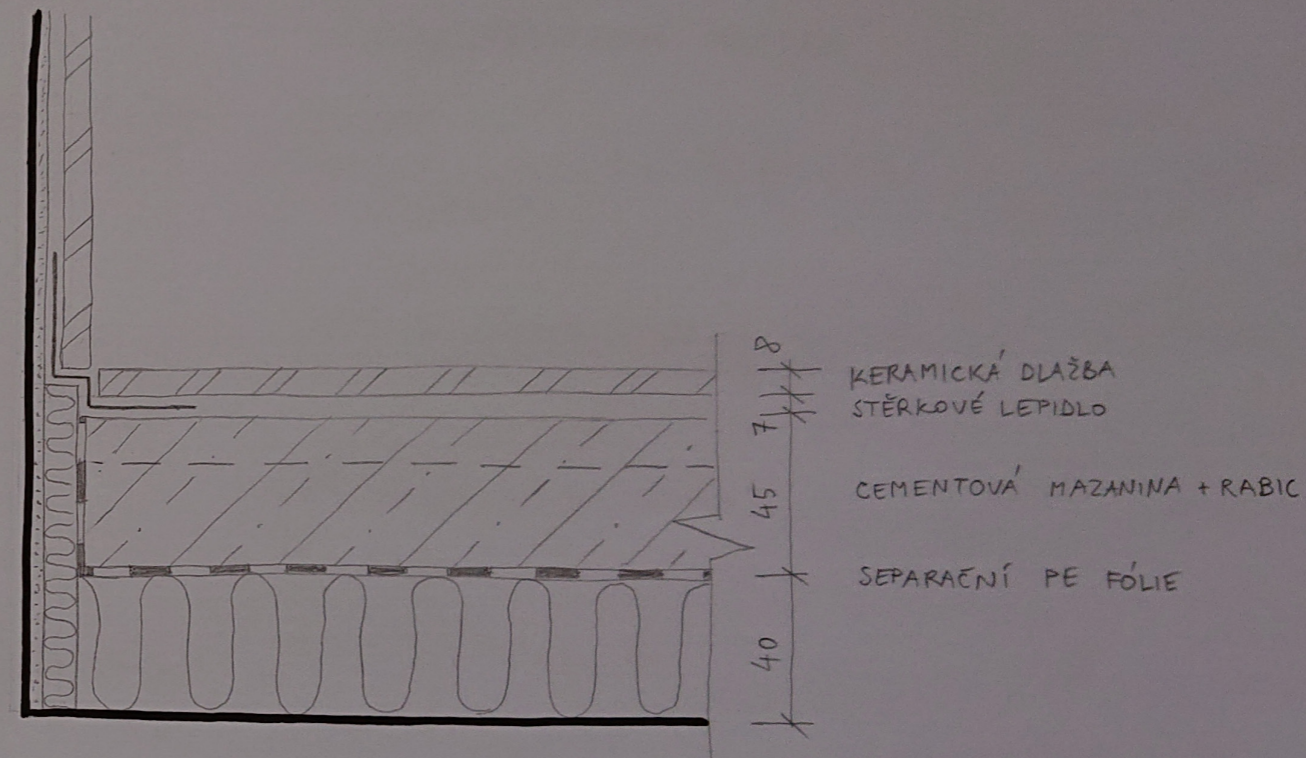 8
KERAMICKÁ DLAŽBA
7
STĚRKOVÉ LEPIDLO
45
CEMENTOVÁ MAZANINA + RABIC
SEPARAČNÍ PE FÓLIE
40